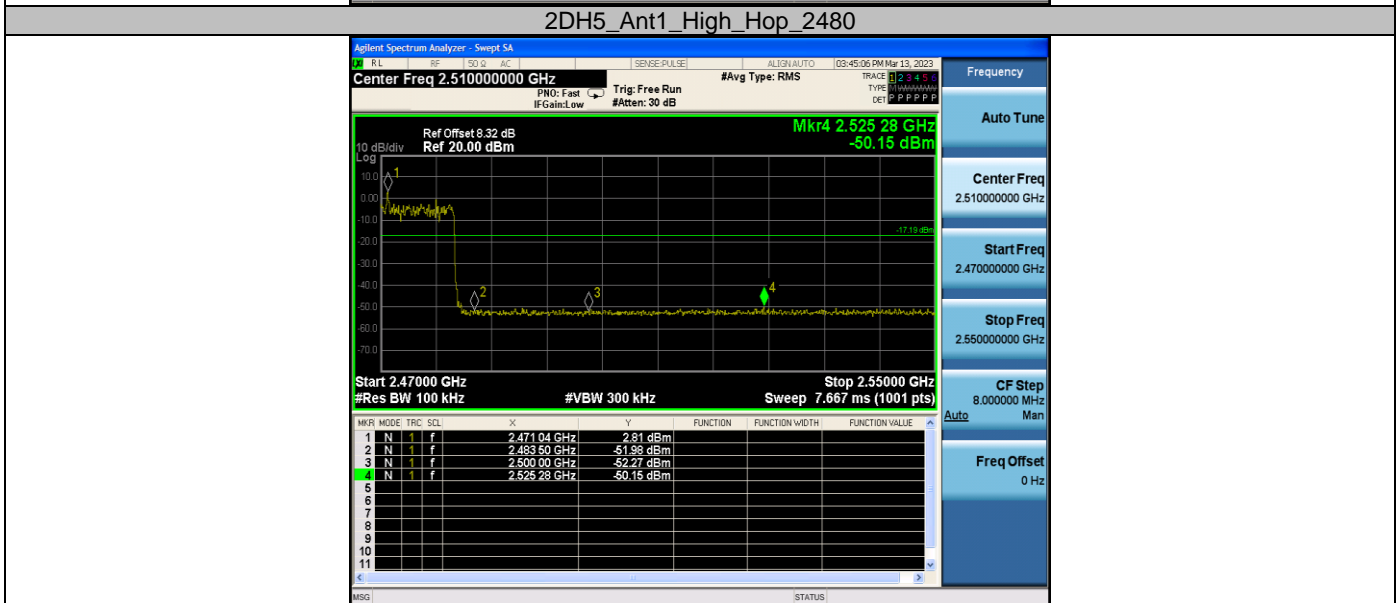 2DH5_Ant1_High_Hop_2480
Agilent Spectrum Analyzer - Swept SA
LXI RL RF 50 Ω AC SENSE:PULSE ALIGNAUTO 03:45:06 PM Mar 13, 2023
Center Freq 2.510000000 GHz
#Avg Type: RMS
TRACE 1 2 3 4 5 6
PNO: Fast
Trig: Free Run
TYPE M
IFGain:Low
#Atten: 30 dB
DET P P P P P P
Frequency
Auto Tune
Center Freq
2.510000000 GHz
Start Freq
2.470000000 GHz
Stop Freq
2.550000000 GHz
CF Step
8.000000 MHz
Auto Man
Freq Offset
0 Hz
Mkr4 2.525 28 GHz
-50.15 dBm
Ref Offset 8.32 dB
10 dB/div Ref 20.00 dBm
Log
10.0
0.00
-10.0
-20.0
-30.0
-40.0
-50.0
-60.0
-70.0
1
2
3
4
-17.19 dBm
Start 2.47000 GHz Stop 2.55000 GHz
#Res BW 100 kHz #VBW 300 kHz Sweep 7.667 ms (1001 pts)
MKR MODE TRC SCL X Y FUNCTION FUNCTION WIDTH FUNCTION VALUE
1 N 1 f 2.471 04 GHz 2.81 dBm
2 N 1 f 2.483 50 GHz -51.98 dBm
3 N 1 f 2.500 00 GHz -52.27 dBm
4 N 1 f 2.525 28 GHz -50.15 dBm
5
6
7
8
9
10
11
MSG STATUS